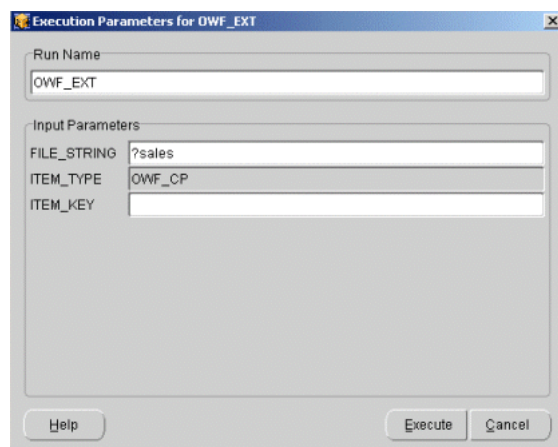 Execution Parameters for OWF_EXT
Run Name
OWF_EXT
Input Parameters
FILE_STRING ?sales
ITEM_TYPE OWF_CP
ITEM_KEY
Help Execute Cancel